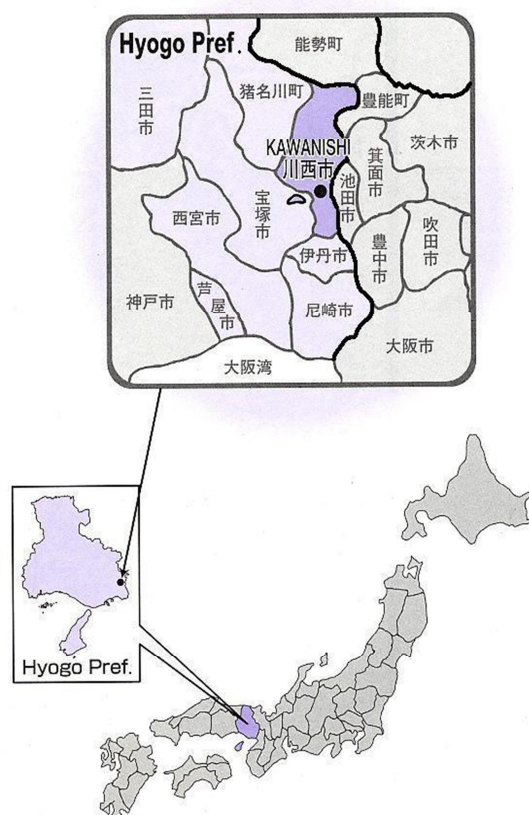 Hyogo Pref.
能勢町
三田市
猪名川町
豊能町
茨木市
KAWANISHI
川西市
箕面市
池田市
西宮市
宝塚市
吹田市
豊中市
伊丹市
神戸市
芦屋市
尼崎市
大阪市
大阪湾
Hyogo Pref.